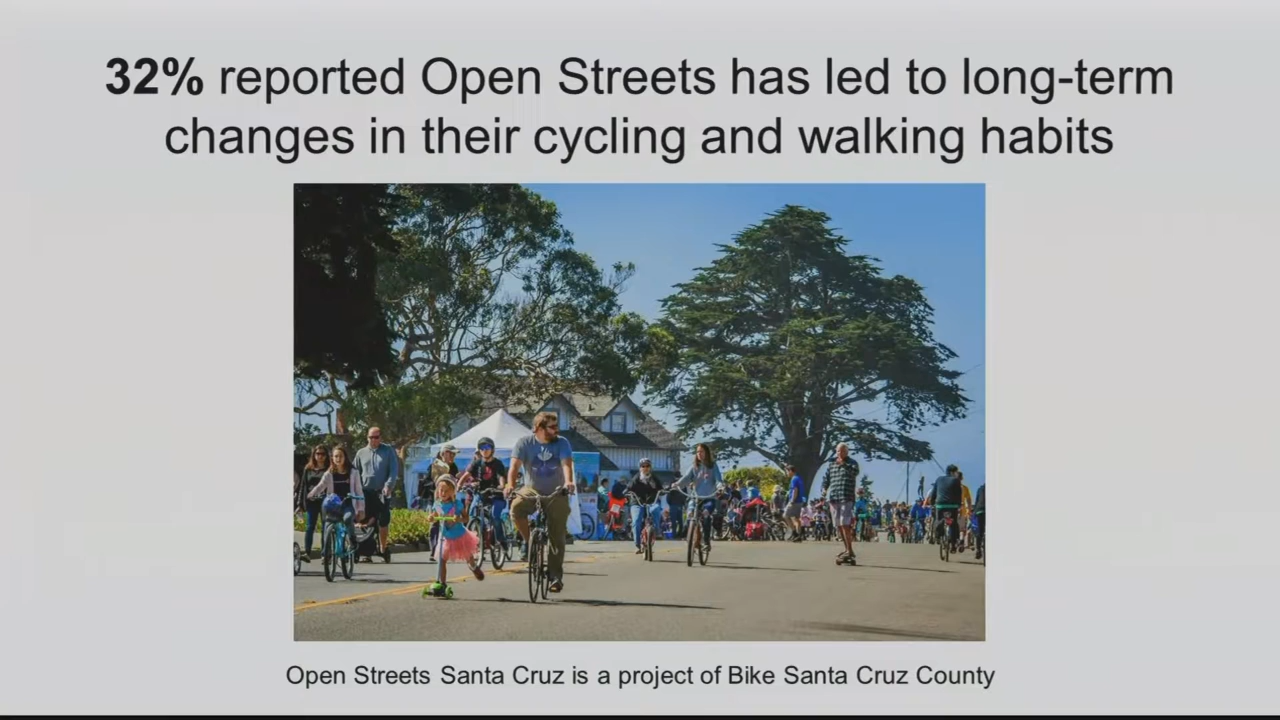 32% reported Open Streets has led to long-term
changes in their cycling and walking habits
Open Streets Santa Cruz is a project of Bike Santa Cruz County